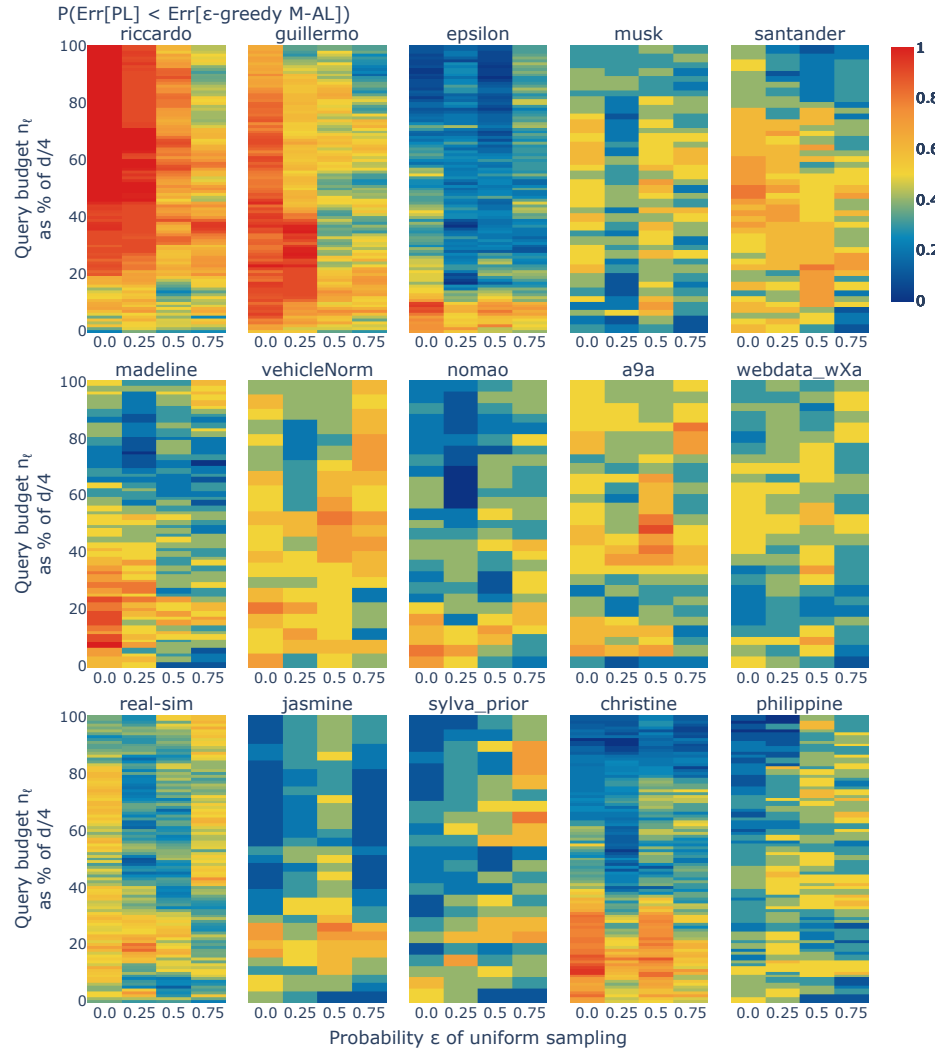 P(Err[PL] < Err[ε-greedy M-AL])
riccardo guillermo epsilon musk santander
Query budget nℓ
as % of d/4
100
80
60
40
20
0
0.0 0.25 0.5 0.75 0.0 0.25 0.5 0.75 0.0 0.25 0.5 0.75 0.0 0.25 0.5 0.75 0.0 0.25 0.5 0.75
1
0.8
0.6
0.4
0.2
0
madeline vehicleNorm nomao a9a webdata_wXa
Query budget nℓ
as % of d/4
100
80
60
40
20
0
0.0 0.25 0.5 0.75 0.0 0.25 0.5 0.75 0.0 0.25 0.5 0.75 0.0 0.25 0.5 0.75 0.0 0.25 0.5 0.75
real-sim jasmine sylva_prior christine philippine
Query budget nℓ
as % of d/4
100
80
60
40
20
0
0.0 0.25 0.5 0.75 0.0 0.25 0.5 0.75 0.0 0.25 0.5 0.75 0.0 0.25 0.5 0.75 0.0 0.25 0.5 0.75
Probability ε of uniform sampling